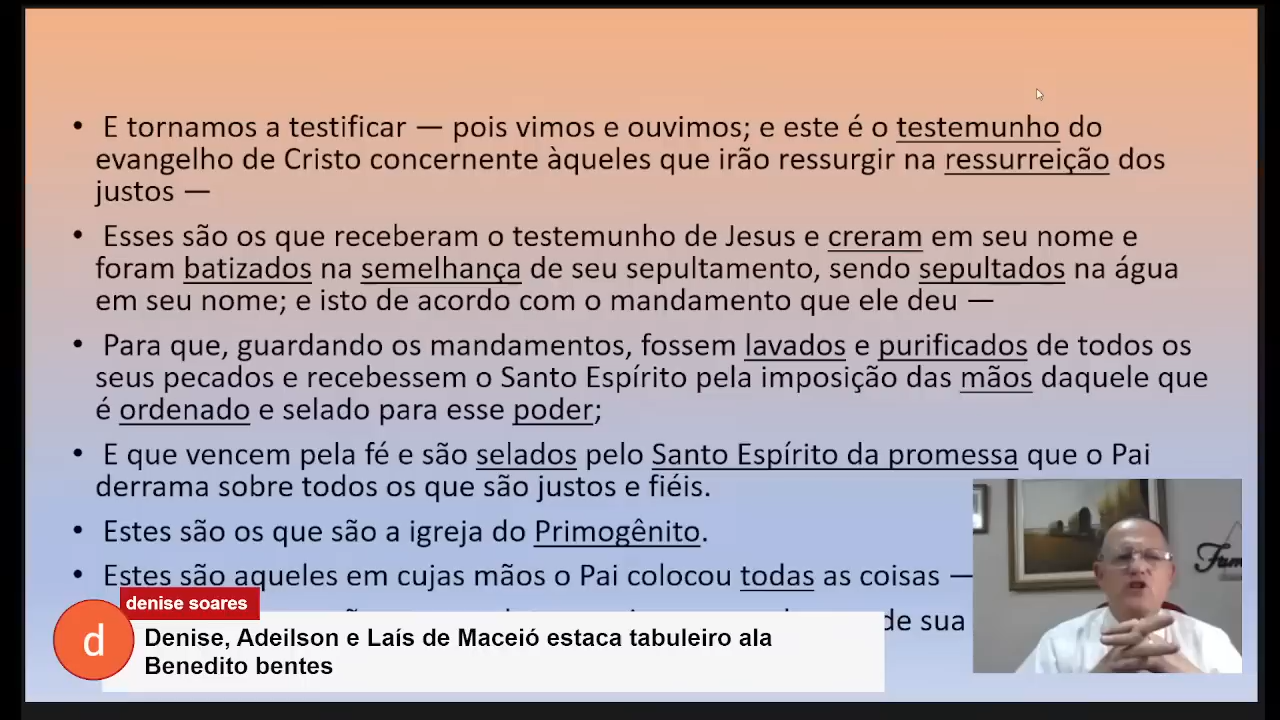 • E tornamos a testificar — pois vimos e ouvimos; e este é o testemunho do
evangelho de Cristo concernente àqueles que irão ressurgir na ressurreição dos
justos —
• Esses são os que receberam o testemunho de Jesus e creram em seu nome e
foram batizados na semelhança de seu sepultamento, sendo sepultados na água
em seu nome; e isto de acordo com o mandamento que ele deu —
• Para que, guardando os mandamentos, fossem lavados e purificados de todos os
seus pecados e recebessem o Santo Espírito pela imposição das mãos daquele que
é ordenado e selado para esse poder;
• E que vencem pela fé e são selados pelo Santo Espírito da promessa que o Pai
derrama sobre todos os que são justos e fiéis.
• Estes são os que são a igreja do Primogênito.
• Estes são aqueles em cujas mãos o Pai colocou todas as coisas —
de sua
denise soares
d
Denise, Adeilson e Laís de Maceió estaca tabuleiro ala
Benedito bentes